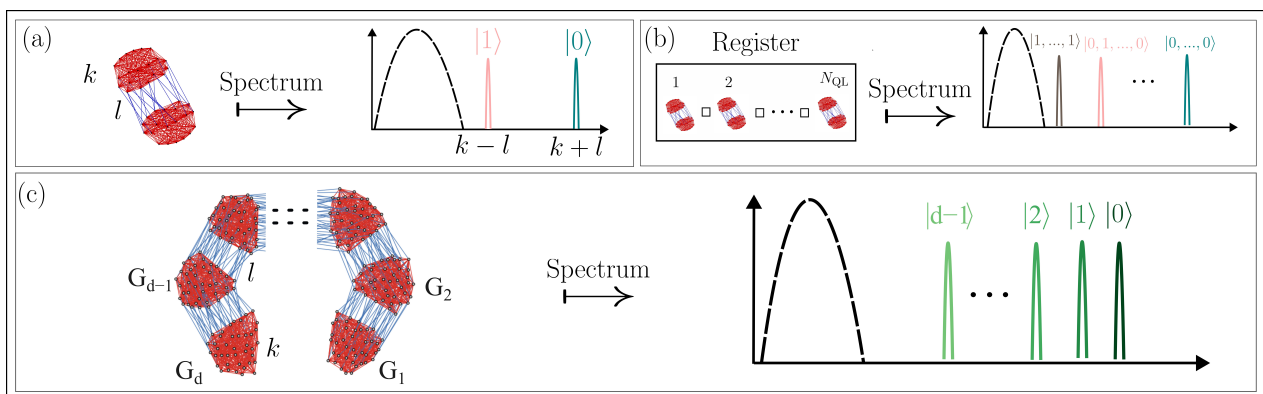 (a)
k
l
Spectrum
|1⟩
|0⟩
k − l
k + l
(b)
Register
1
2
N_QL
Spectrum
|1, ..., 1⟩
|0, 1, ..., 0⟩
|0, ..., 0⟩
(c)
G_{d−1}
l
G_d
k
G_2
G_1
Spectrum
|d−1⟩
|2⟩
|1⟩
|0⟩